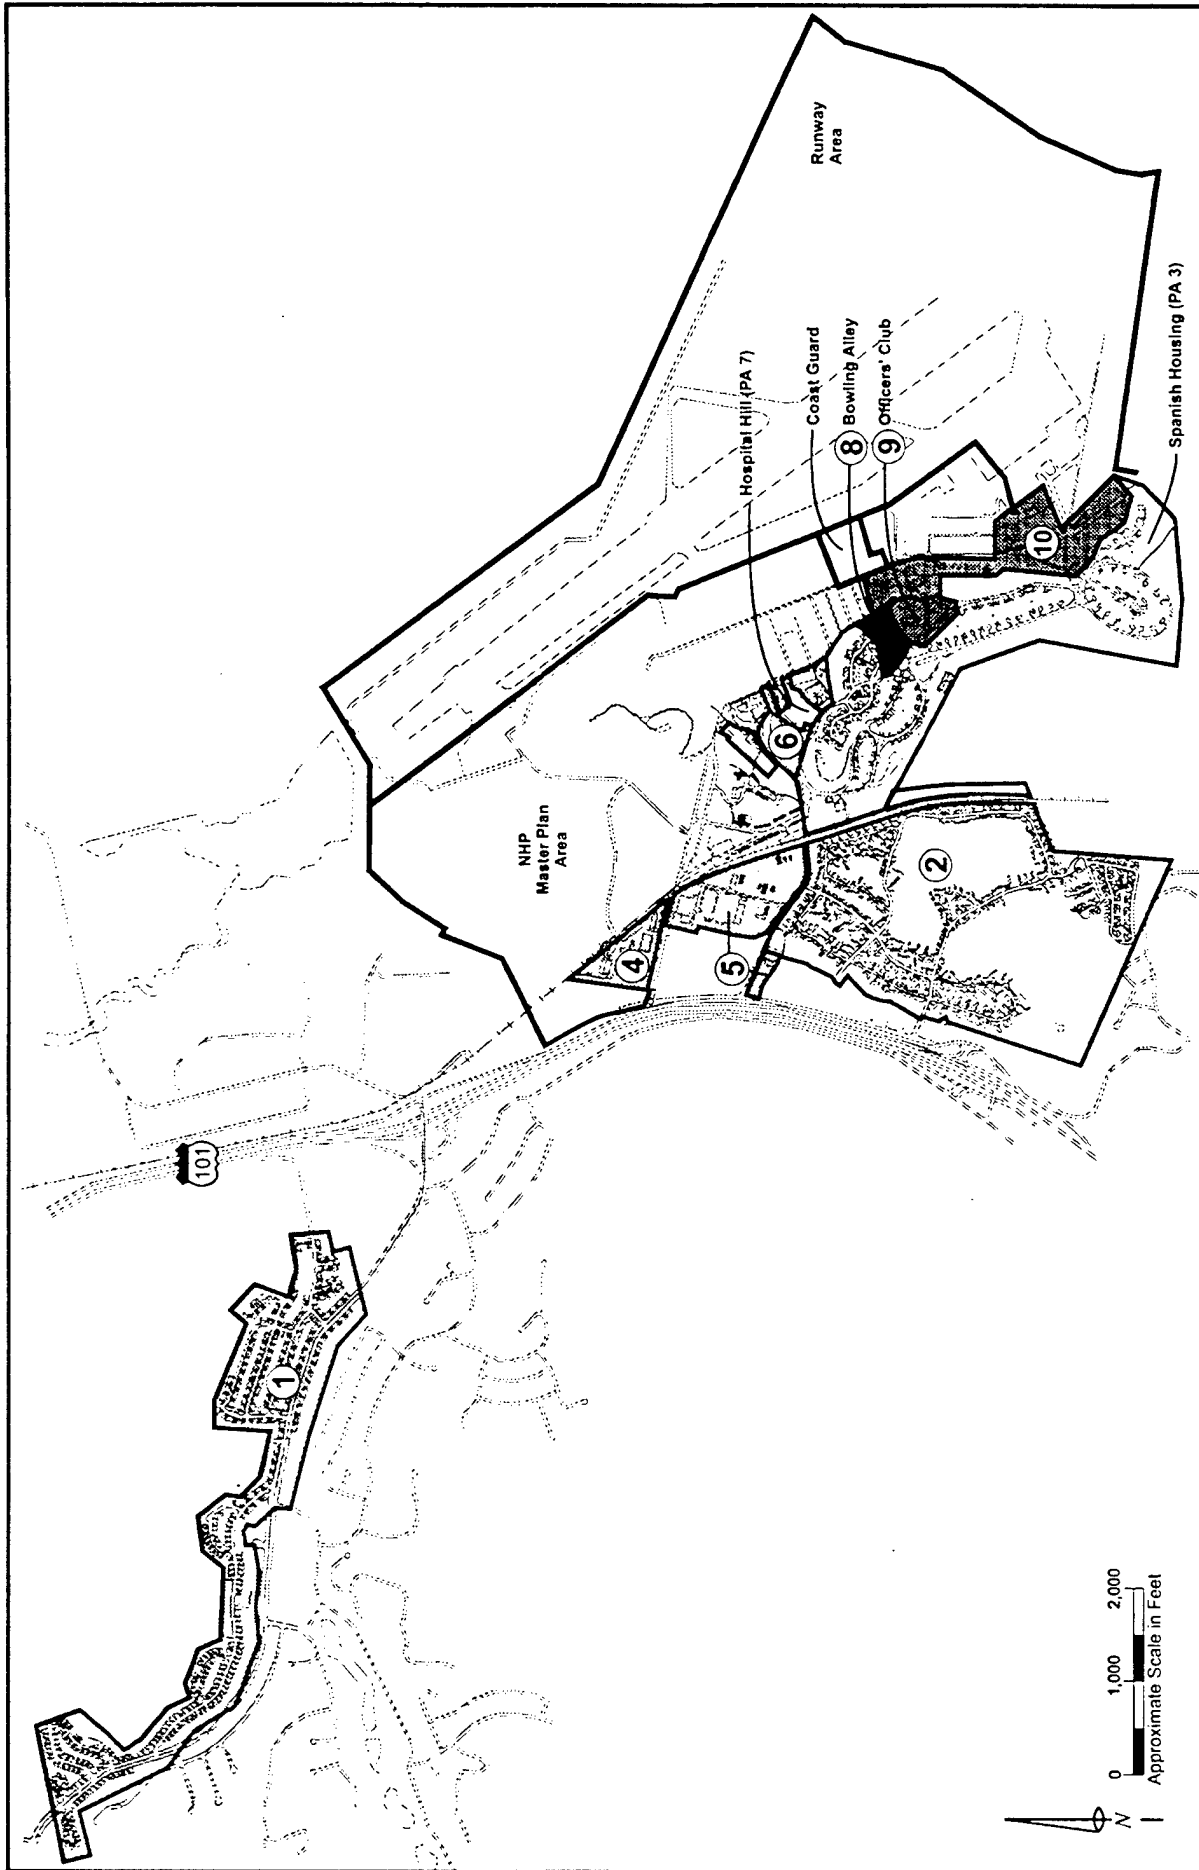 101
1
NHP
Master Plan
Area
Runway
Area
4
5
6
2
Hospital Hill (PA 7)
Coast Guard
8 Bowling Alley
9 Officers' Club
10
Spanish Housing (PA 3)
N
0 1,000 2,000
Approximate Scale in Feet